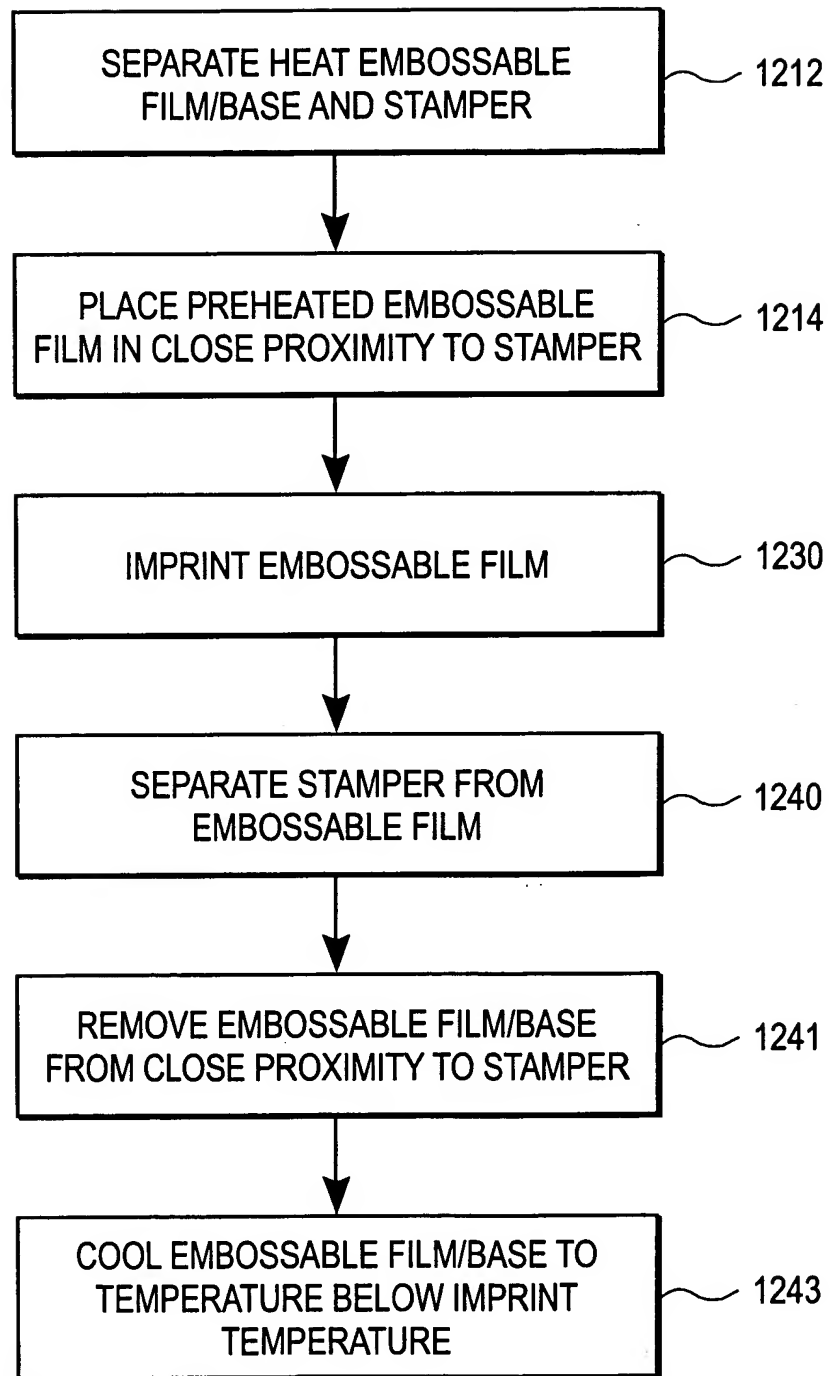 SEPARATE HEAT EMBOSSABLE
FILM/BASE AND STAMPER
1212
PLACE PREHEATED EMBOSSABLE
FILM IN CLOSE PROXIMITY TO STAMPER
1214
IMPRINT EMBOSSABLE FILM
1230
SEPARATE STAMPER FROM
EMBOSSABLE FILM
1240
REMOVE EMBOSSABLE FILM/BASE
FROM CLOSE PROXIMITY TO STAMPER
1241
COOL EMBOSSABLE FILM/BASE TO
TEMPERATURE BELOW IMPRINT
TEMPERATURE
1243